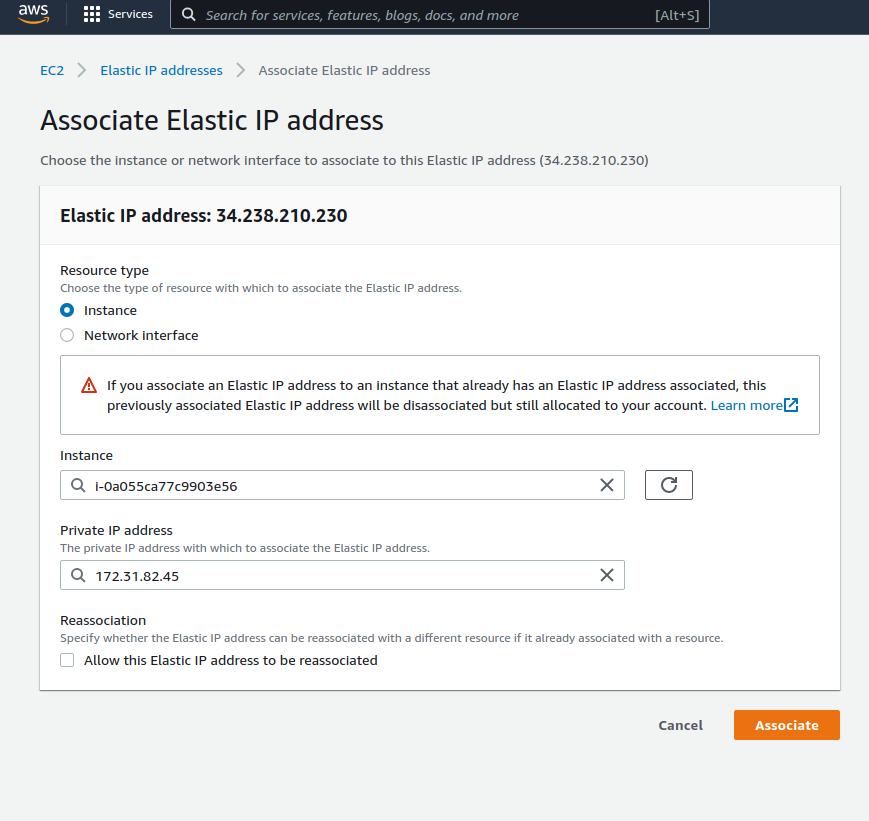 aws Services Search for services, features, blogs, docs, and more [Alt+S]
EC2 Elastic IP addresses Associate Elastic IP address
Associate Elastic IP address
Choose the instance or network interface to associate to this Elastic IP address (34.238.210.230)
Elastic IP address: 34.238.210.230
Resource type
Choose the type of resource with which to associate the Elastic IP address.
Instance
Network interface
If you associate an Elastic IP address to an instance that already has an Elastic IP address associated, this
previously associated Elastic IP address will be disassociated but still allocated to your account. Learn more
Instance
i-0a055ca77c9903e56
Private IP address
The private IP address with which to associate the Elastic IP address.
172.31.82.45
Reassociation
Specify whether the Elastic IP address can be reassociated with a different resource if it already associated with a resource.
Allow this Elastic IP address to be reassociated
Cancel Associate